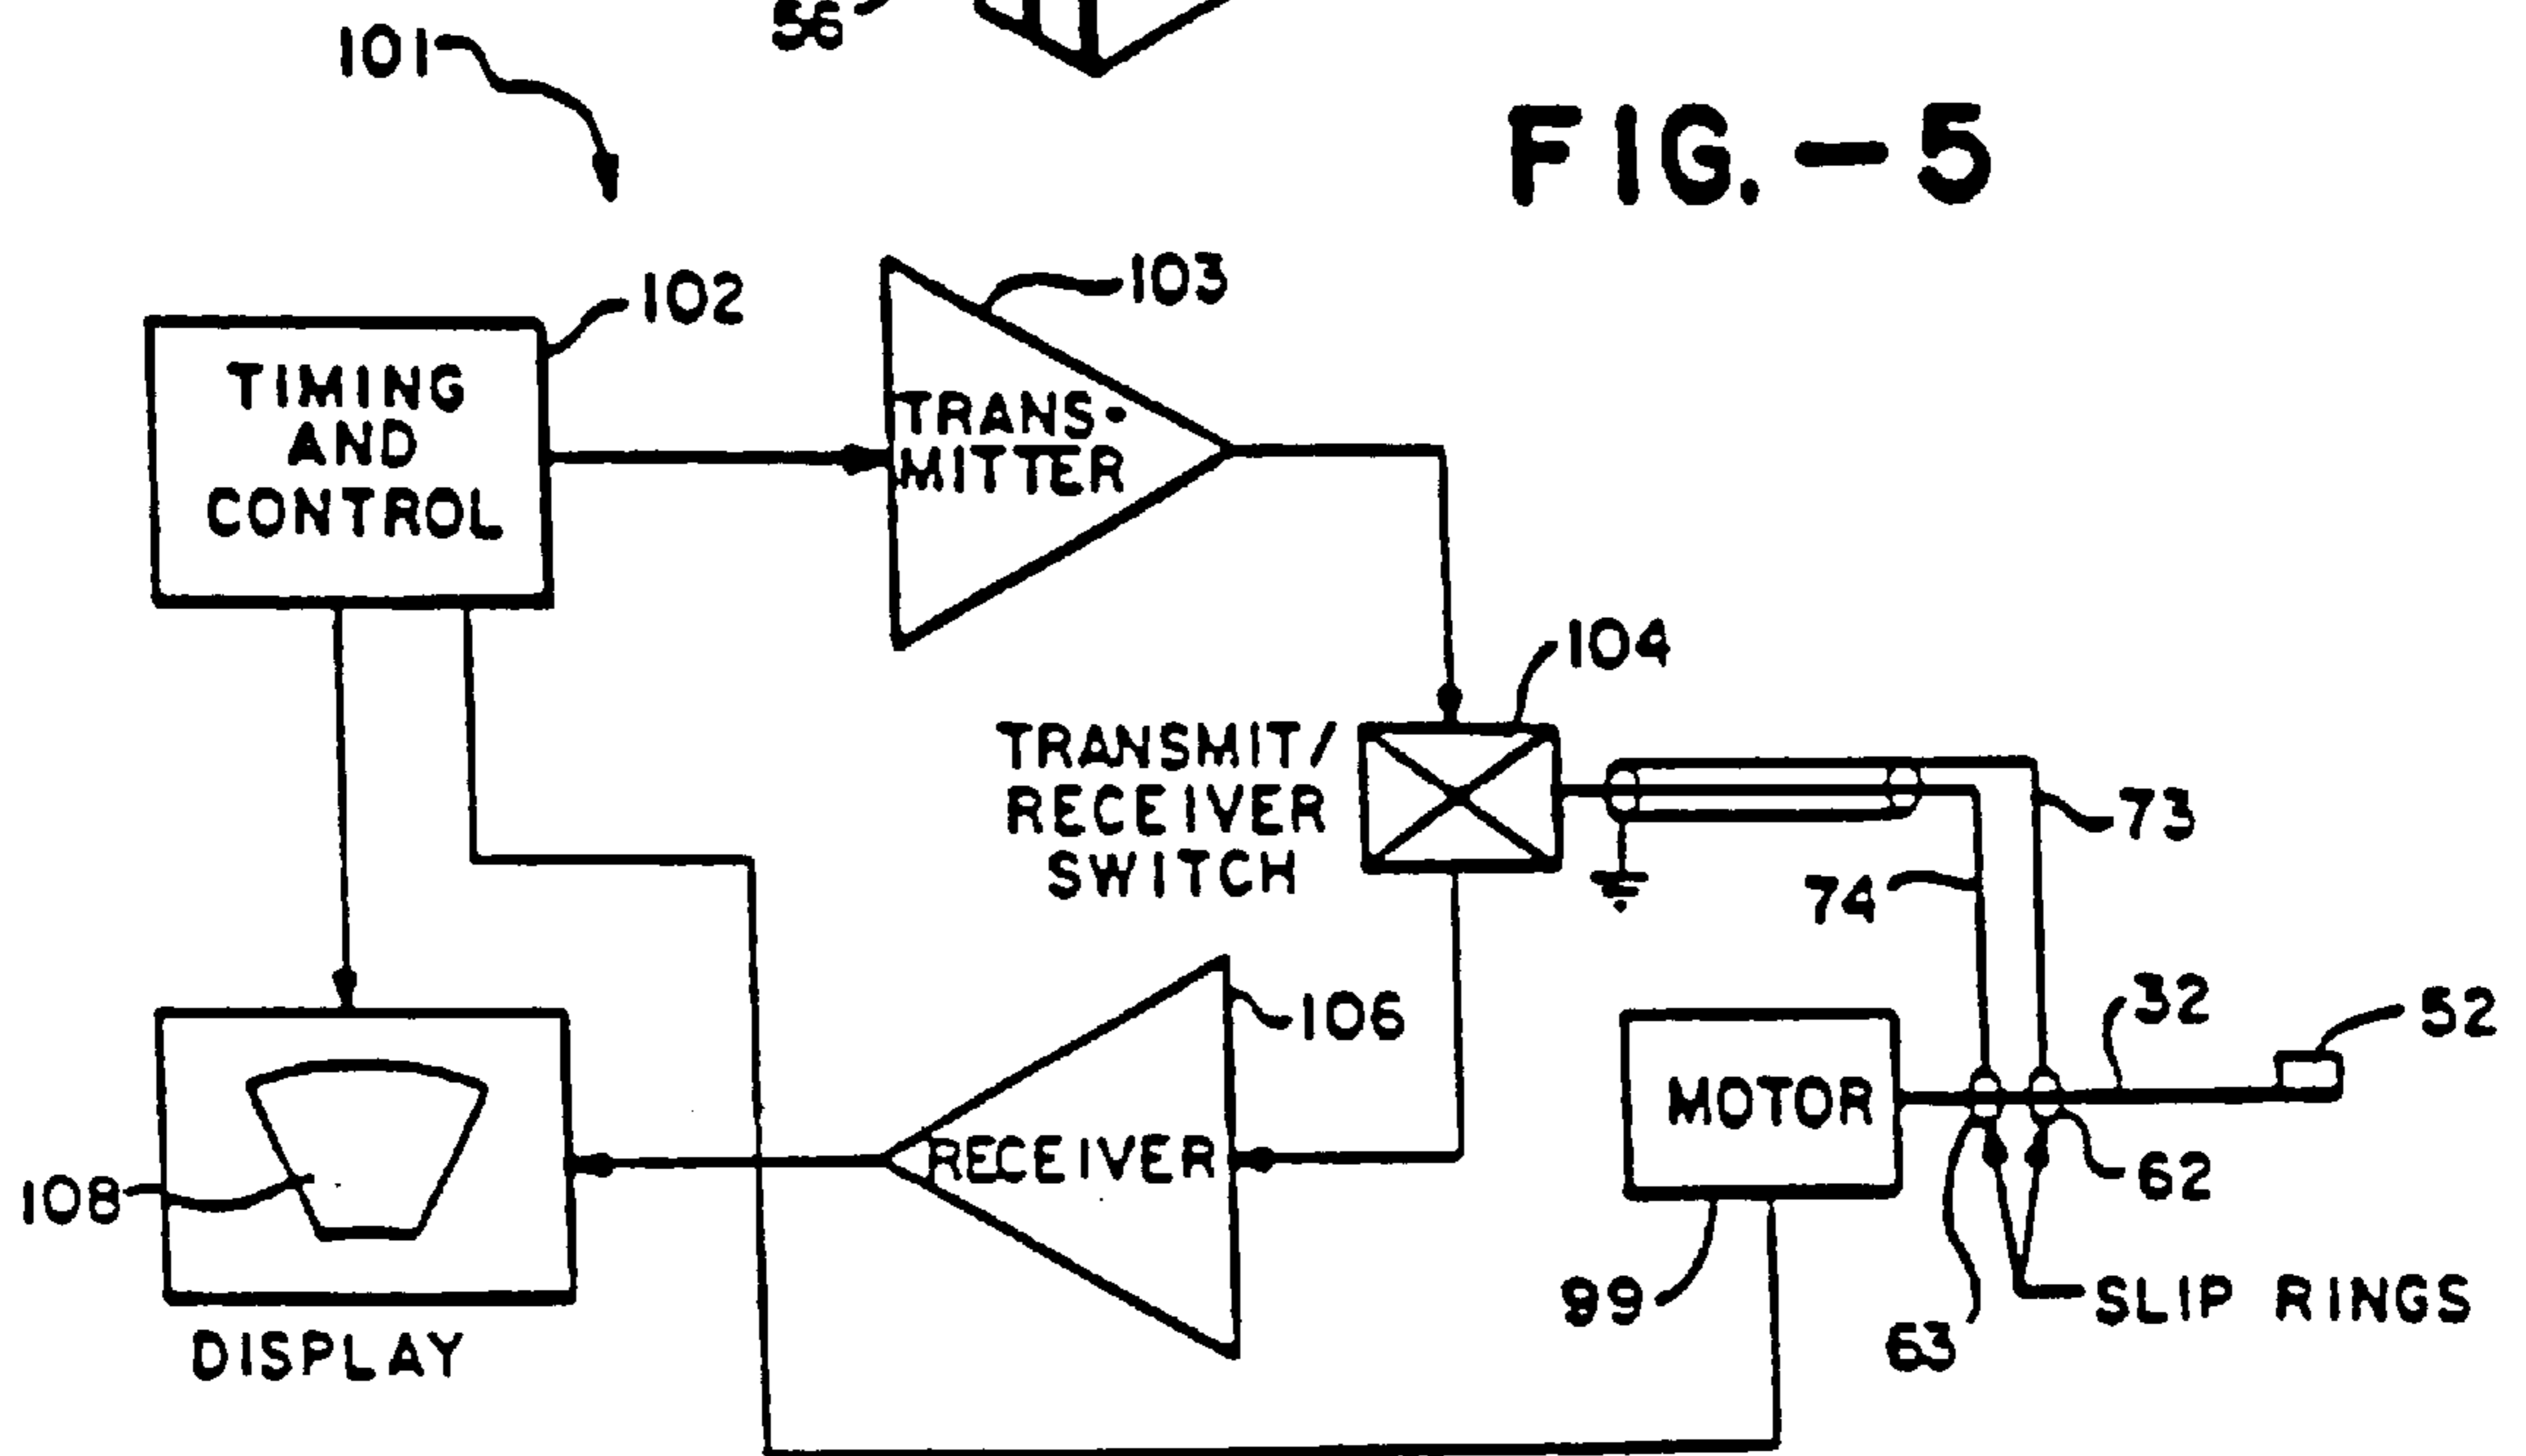 56
101
FIG.-5
102
103
TIMING
AND
CONTROL
TRANS-
MITTER
104
TRANSMIT/
RECEIVER
SWITCH
73
74
32
52
106
MOTOR
RECEIVER
108
62
99
63
SLIP RINGS
DISPLAY